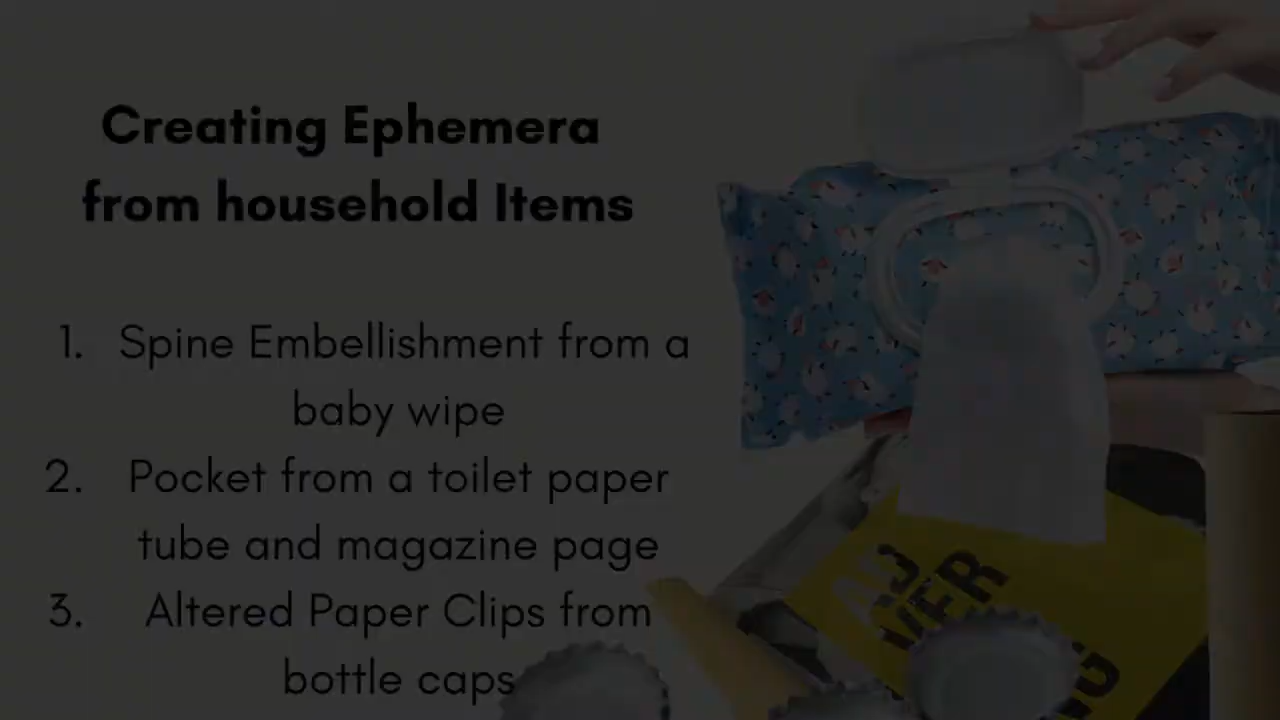 Creating Ephemera
from household Items
1. Spine Embellishment from a
baby wipe
2. Pocket from a toilet paper
tube and magazine page
3. Altered Paper Clips from
bottle caps